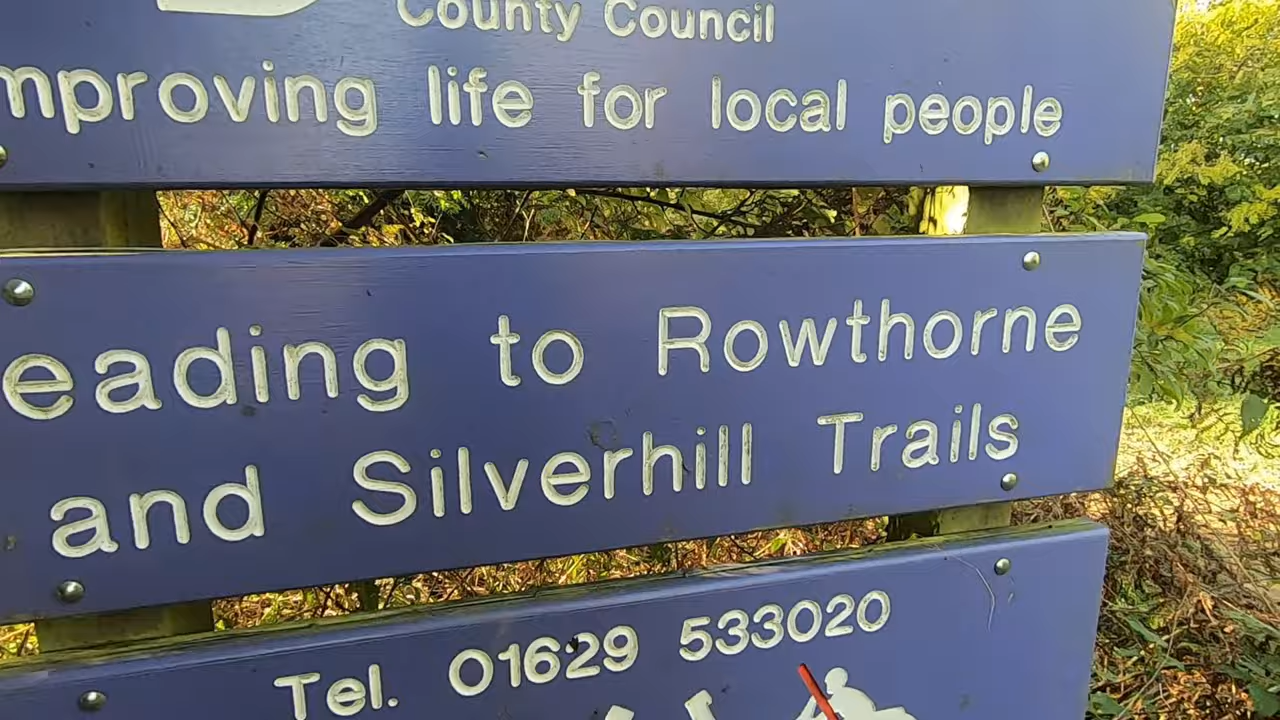 County Council
mproving life for local people
eading to Rowthorne
and Silverhill Trails
Tel. 01629 533020